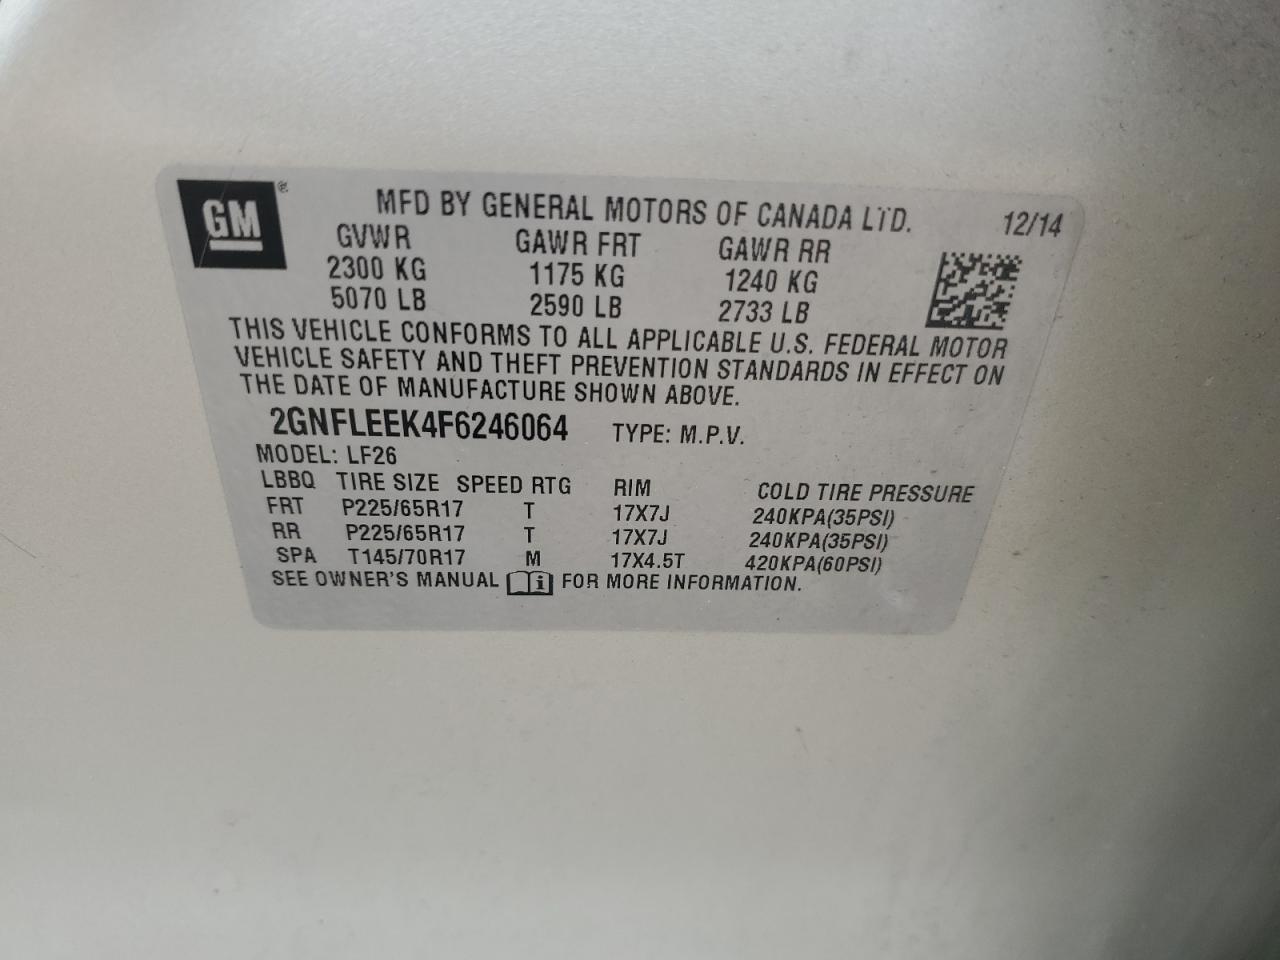 GM
MFD BY GENERAL MOTORS OF CANADA LTD. 12/14
GVWR GAWR FRT GAWR RR
2300 KG 1175 KG 1240 KG
5070 LB 2590 LB 2733 LB
THIS VEHICLE CONFORMS TO ALL APPLICABLE U.S. FEDERAL MOTOR
VEHICLE SAFETY AND THEFT PREVENTION STANDARDS IN EFFECT ON
THE DATE OF MANUFACTURE SHOWN ABOVE.
2GNFLEEK4F6246064 TYPE: M.P.V.
MODEL: LF26
LBBQ TIRE SIZE SPEED RTG RIM COLD TIRE PRESSURE
FRT P225/65R17 T 17X7J 240KPA(35PSI)
RR P225/65R17 T 17X7J 240KPA(35PSI)
SPA T145/70R17 M 17X4.5T 420KPA(60PSI)
SEE OWNER'S MANUAL i FOR MORE INFORMATION.